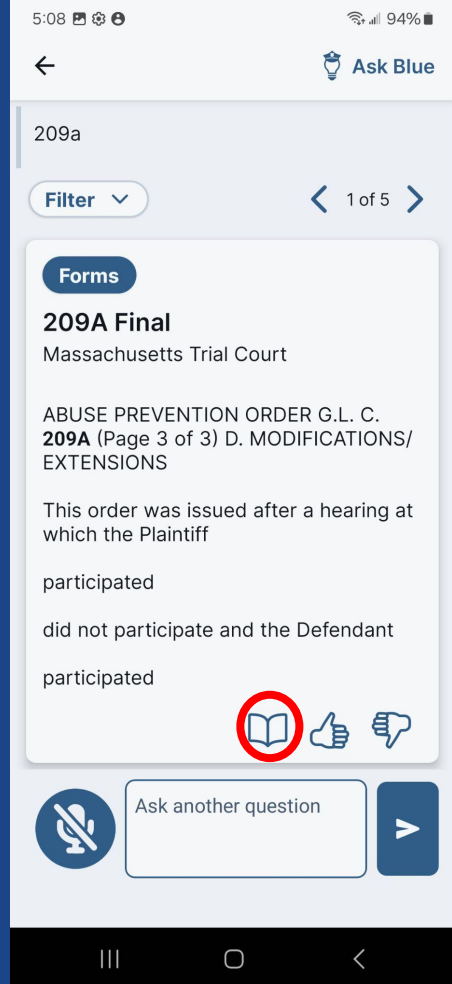 5:08 94%
Ask Blue
209a
Filter 1 of 5
Forms
209A Final
Massachusetts Trial Court
ABUSE PREVENTION ORDER G.L. C.
209A (Page 3 of 3) D. MODIFICATIONS/
EXTENSIONS
This order was issued after a hearing at
which the Plaintiff
participated
did not participate and the Defendant
participated
Ask another question